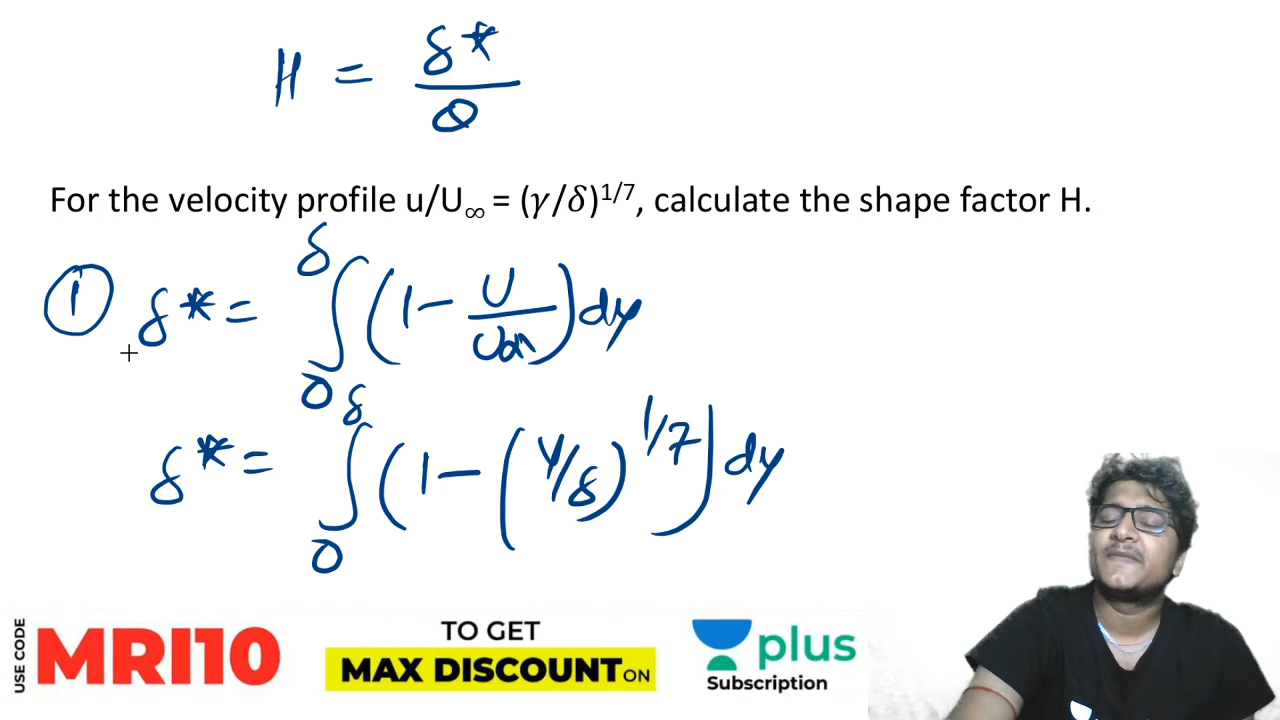 H = δ*/θ
For the velocity profile u/U∞ = (γ/δ)^1/7, calculate the shape factor H.
① δ* = ∫₀^δ (1 - U/U∞) dy
δ* = ∫₀^δ (1 - (y/δ)^1/7) dy
USE CODE
MRI10
TO GET
MAX DISCOUNT ON
plus
Subscription